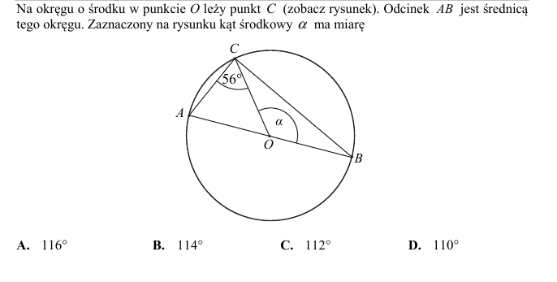 Na okręgu o środku w punkcie O leży punkt C (zobacz rysunek). Odcinek AB jest średnicą
tego okręgu. Zaznaczony na rysunku kąt środkowy α ma miarę
C
56°
A
α
O
B
A. 116° B. 114° C. 112° D. 110°